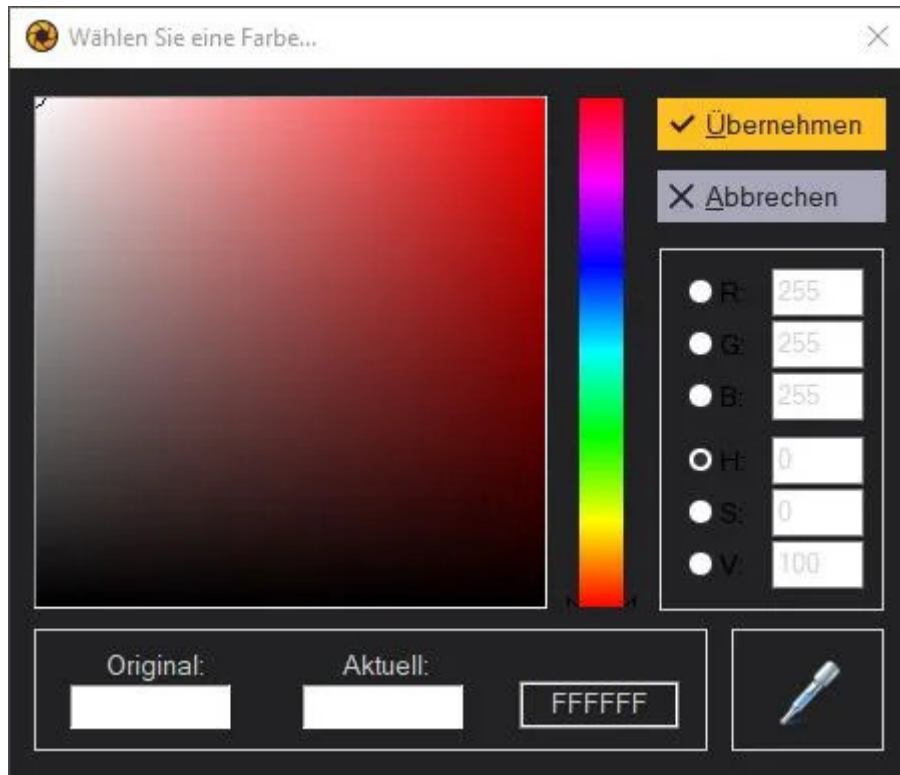 Wählen Sie eine Farbe...
Übernehmen
Abbrechen
R: 255
G: 255
B: 255
H: 0
S: 0
V: 100
Original: Aktuell:
FFFFFF